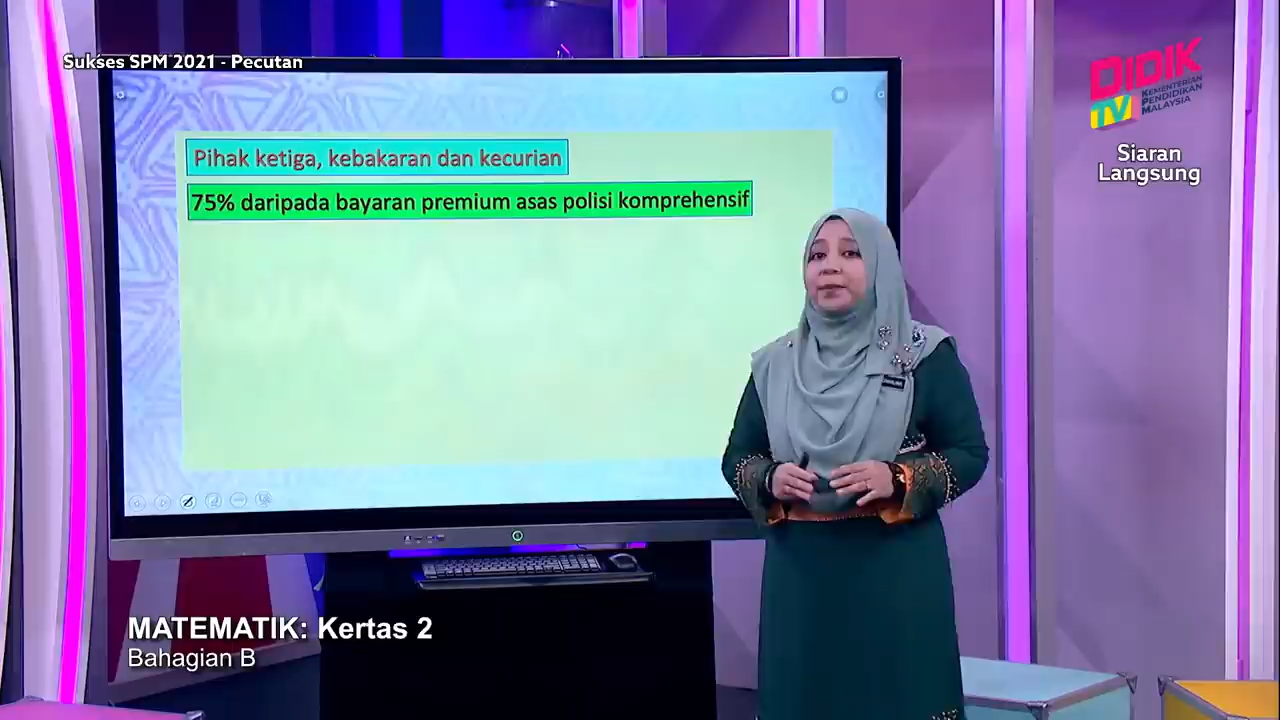 Sukses SPM 2021 - Pecutan
DIDIK
TV
KEMENTERIAN
PENDIDIKAN
MALAYSIA
Siaran
Langsung
Pihak ketiga, kebakaran dan kecurian
75% daripada bayaran premium asas polisi komprehensif
MATEMATIK: Kertas 2
Bahagian B